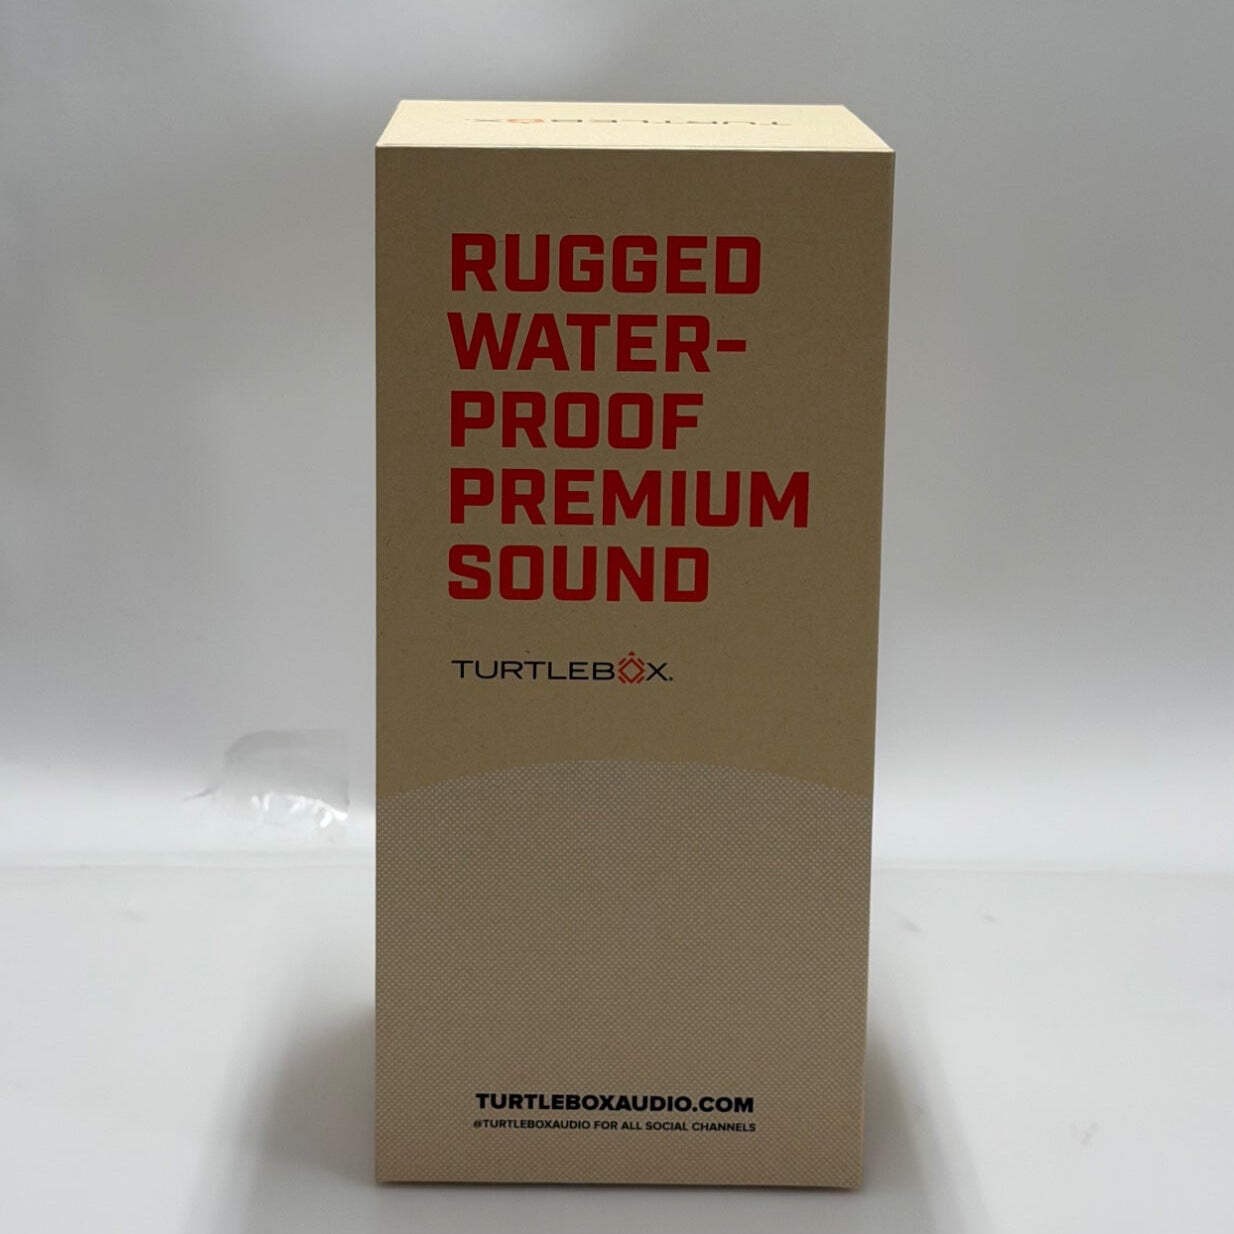 TURTLEBOX.
RUGGED
WATER-
PROOF
PREMIUM
SOUND
TURTLEBOX.
TURTLEBOXAUDIO.COM
@TURTLEBOXAUDIO FOR ALL SOCIAL CHANNELS